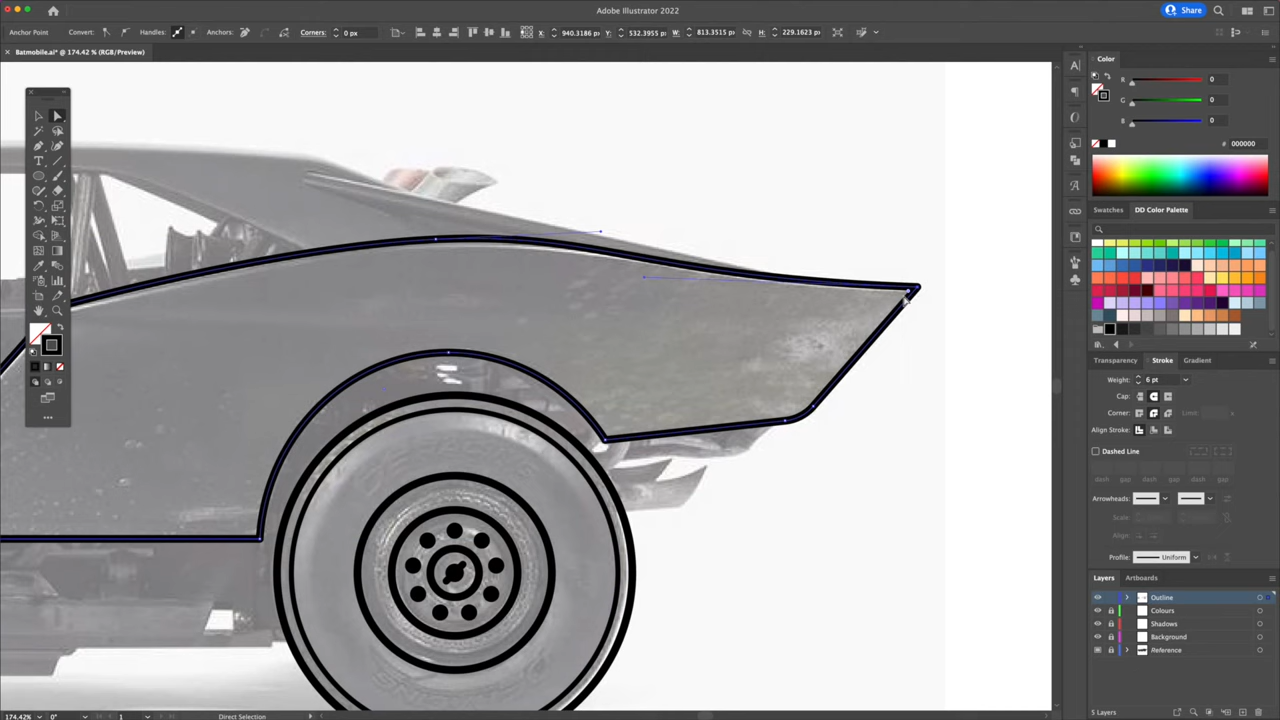 Adobe Illustrator 2022
Share
Anchor Point
Convert:
Handles:
Anchors:
Corners:
0 px
X:
940.3186 px
Y:
532.3955 px
W:
813.3515 px
H:
229.1623 px
Batmobile.ai* @ 174.42 % (RGB/Preview)
Color
R
0
G
0
B
0
#
000000
Swatches
DD Color Palette
Transparency
Stroke
Gradient
Weight:
6 pt
Cap:
Corner:
Limit:
x
Align Stroke:
Dashed Line
dash
gap
dash
gap
dash
gap
Arrowheads:
Scale:
Align:
Profile:
Uniform
Layers
Artboards
Outline
Colours
Shadows
Background
Reference
5 Layers
174.42%
0°
1
Direct Selection